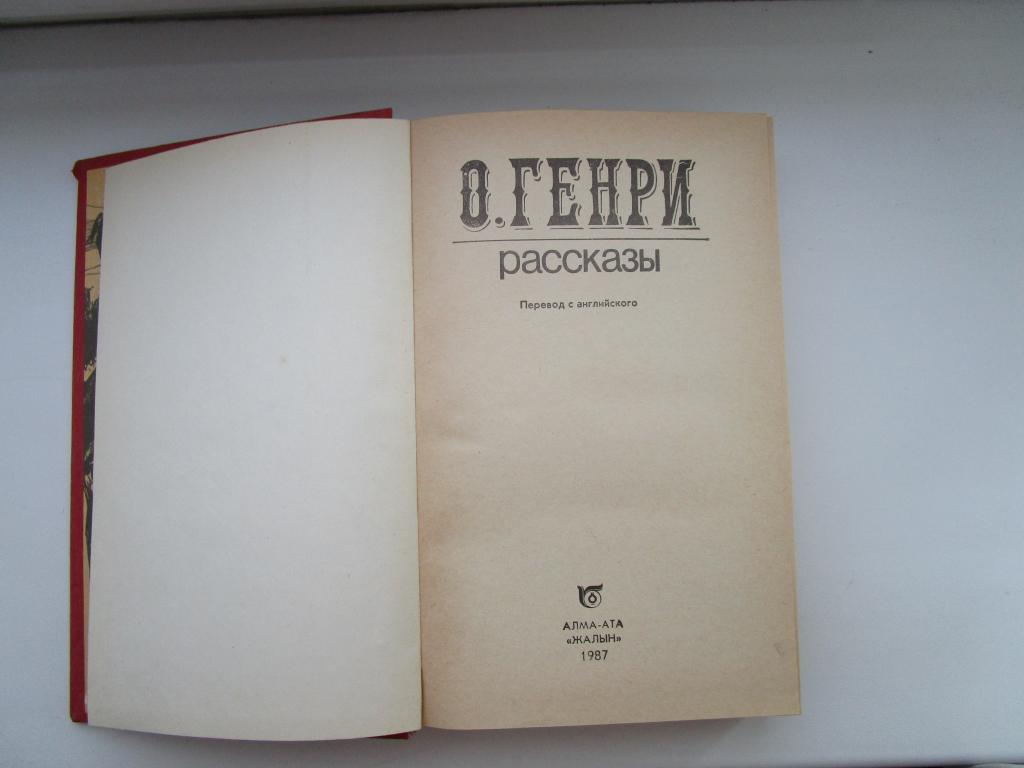 О.ГЕНРИ
рассказы
Перевод с английского
АЛМА-АТА
«ЖАЛЫН»
1987